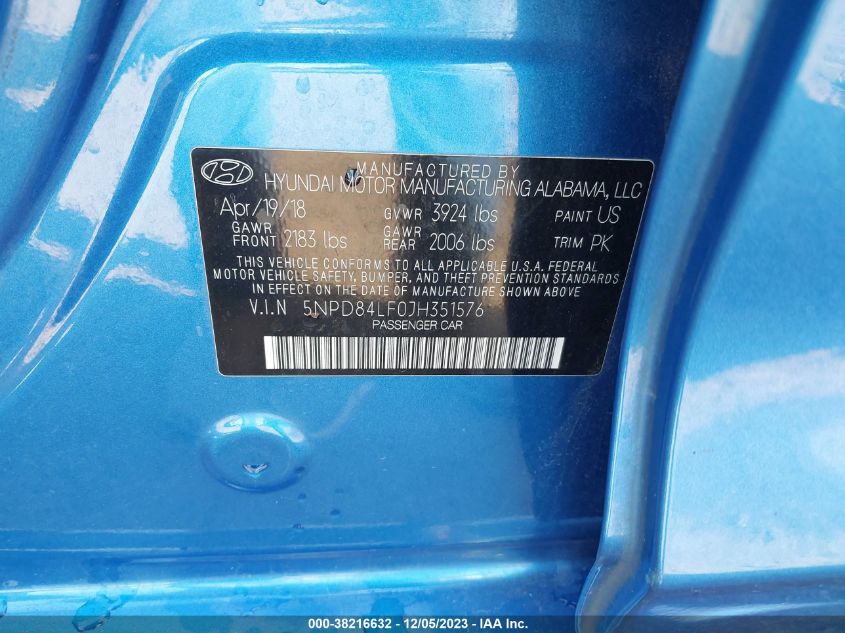 MANUFACTURED BY
HYUNDAI MOTOR MANUFACTURING ALABAMA, LLC
Apr/19/18 GVWR 3924 lbs PAINT US
GAWR FRONT 2183 lbs GAWR REAR 2006 lbs TRIM PK
THIS VEHICLE CONFORMS TO ALL APPLICABLE U.S.A. FEDERAL
MOTOR VEHICLE SAFETY, BUMPER, AND THEFT PREVENTION STANDARDS
IN EFFECT ON THE DATE OF MANUFACTURE SHOWN ABOVE
V.I.N 5NPD84LF0JH351576
PASSENGER CAR
000-38216632 - 12/05/2023 - IAA Inc.